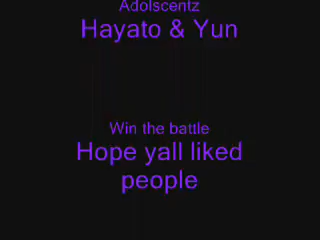 Adolscentz
Hayato & Yun
Win the battle
Hope yall liked
people